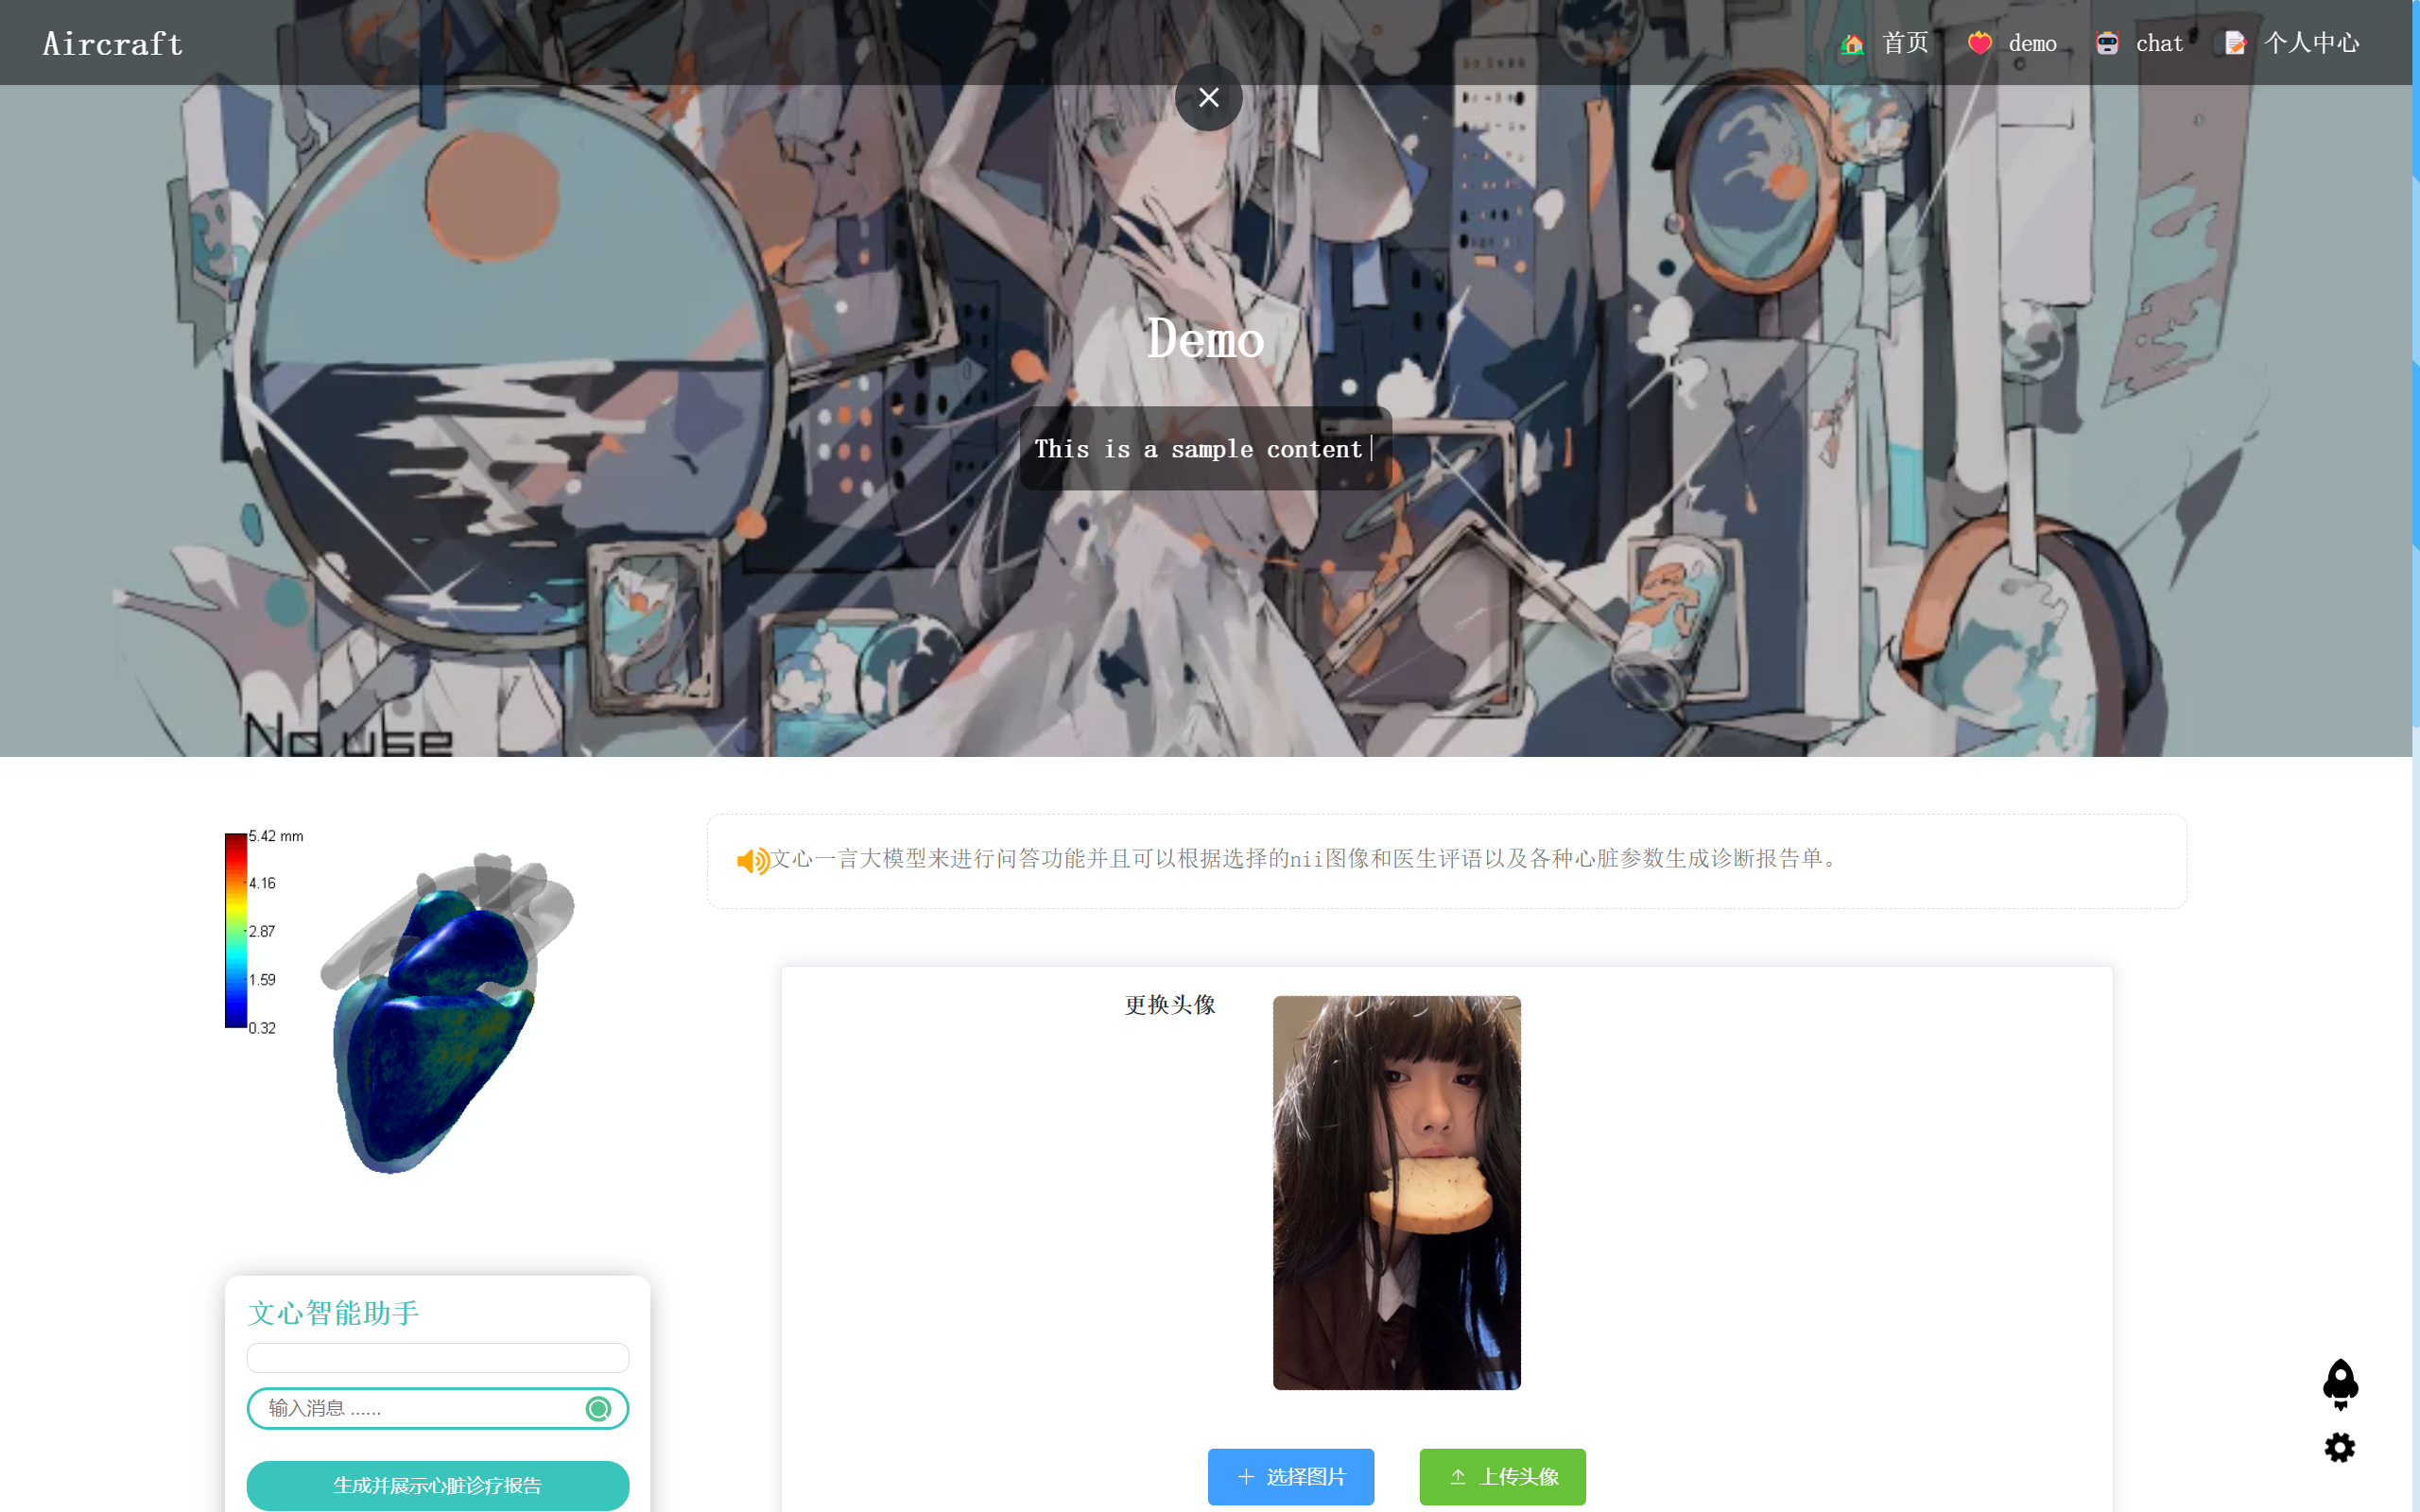 Aircraft
首页
demo
chat
个人中心
Demo
This is a sample content
No use
5.42 mm
4.16
2.87
1.59
0.32
文心一言大模型来进行问答功能并且可以根据选择的nii图像和医生评语以及各种心脏参数生成诊断报告单。
更换头像
文心智能助手
输入消息 ......
生成并展示心脏诊疗报告
选择图片
上传头像